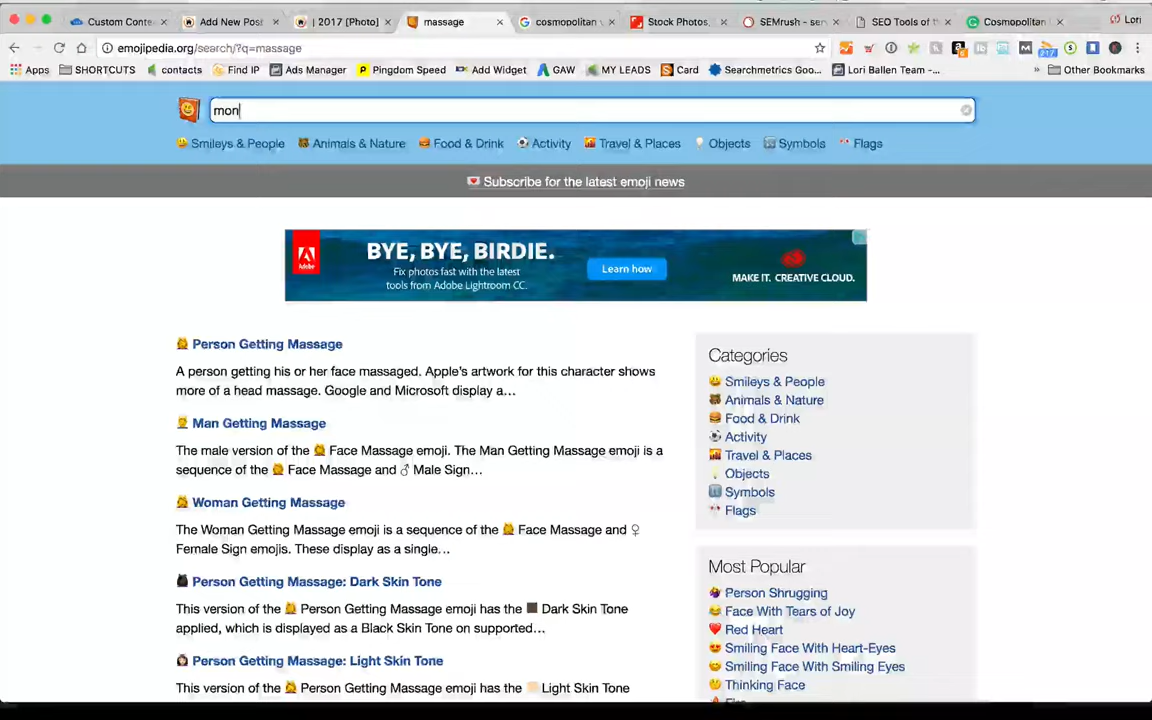 Custom Conte
Add New Post
| 2017 [Photo]
massage
cosmopolitan
Stock Photos,
SEMrush - ser
SEO Tools of the
Cosmopolitan
Lori
emojipedia.org/search/?q=massage
Apps
SHORTCUTS
contacts
Find IP
Ads Manager
Pingdom Speed
Add Widget
GAW
MY LEADS
Card
Searchmetrics Goo...
Lori Ballen Team -...
Other Bookmarks
mon
Smileys & People
Animals & Nature
Food & Drink
Activity
Travel & Places
Objects
Symbols
Flags
Subscribe for the latest emoji news
Adobe
BYE, BYE, BIRDIE.
Fix photos fast with the latest
tools from Adobe Lightroom CC.
Learn how
MAKE IT. CREATIVE CLOUD.
Person Getting Massage
A person getting his or her face massaged. Apple's artwork for this character shows
more of a head massage. Google and Microsoft display a...
Man Getting Massage
The male version of the Face Massage emoji. The Man Getting Massage emoji is a
sequence of the Face Massage and ♂ Male Sign...
Woman Getting Massage
The Woman Getting Massage emoji is a sequence of the Face Massage and ♀
Female Sign emojis. These display as a single...
Person Getting Massage: Dark Skin Tone
This version of the Person Getting Massage emoji has the Dark Skin Tone
applied, which is displayed as a Black Skin Tone on supported...
Person Getting Massage: Light Skin Tone
This version of the Person Getting Massage emoji has the Light Skin Tone
Categories
Smileys & People
Animals & Nature
Food & Drink
Activity
Travel & Places
Objects
Symbols
Flags
Most Popular
Person Shrugging
Face With Tears of Joy
Red Heart
Smiling Face With Heart-Eyes
Smiling Face With Smiling Eyes
Thinking Face